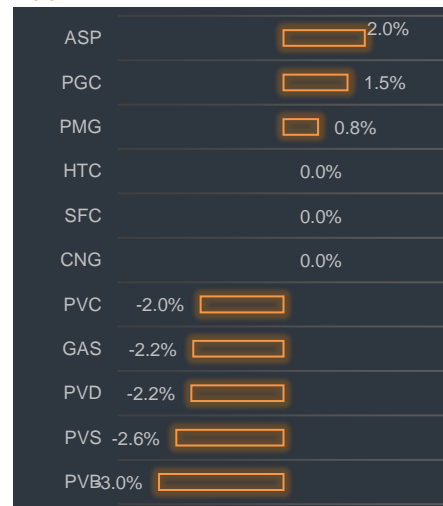 ASP 2.0%
PGC 1.5%
PMG 0.8%
HTC 0.0%
SFC 0.0%
CNG 0.0%
PVC -2.0%
GAS -2.2%
PVD -2.2%
PVS -2.6%
PVB -3.0%